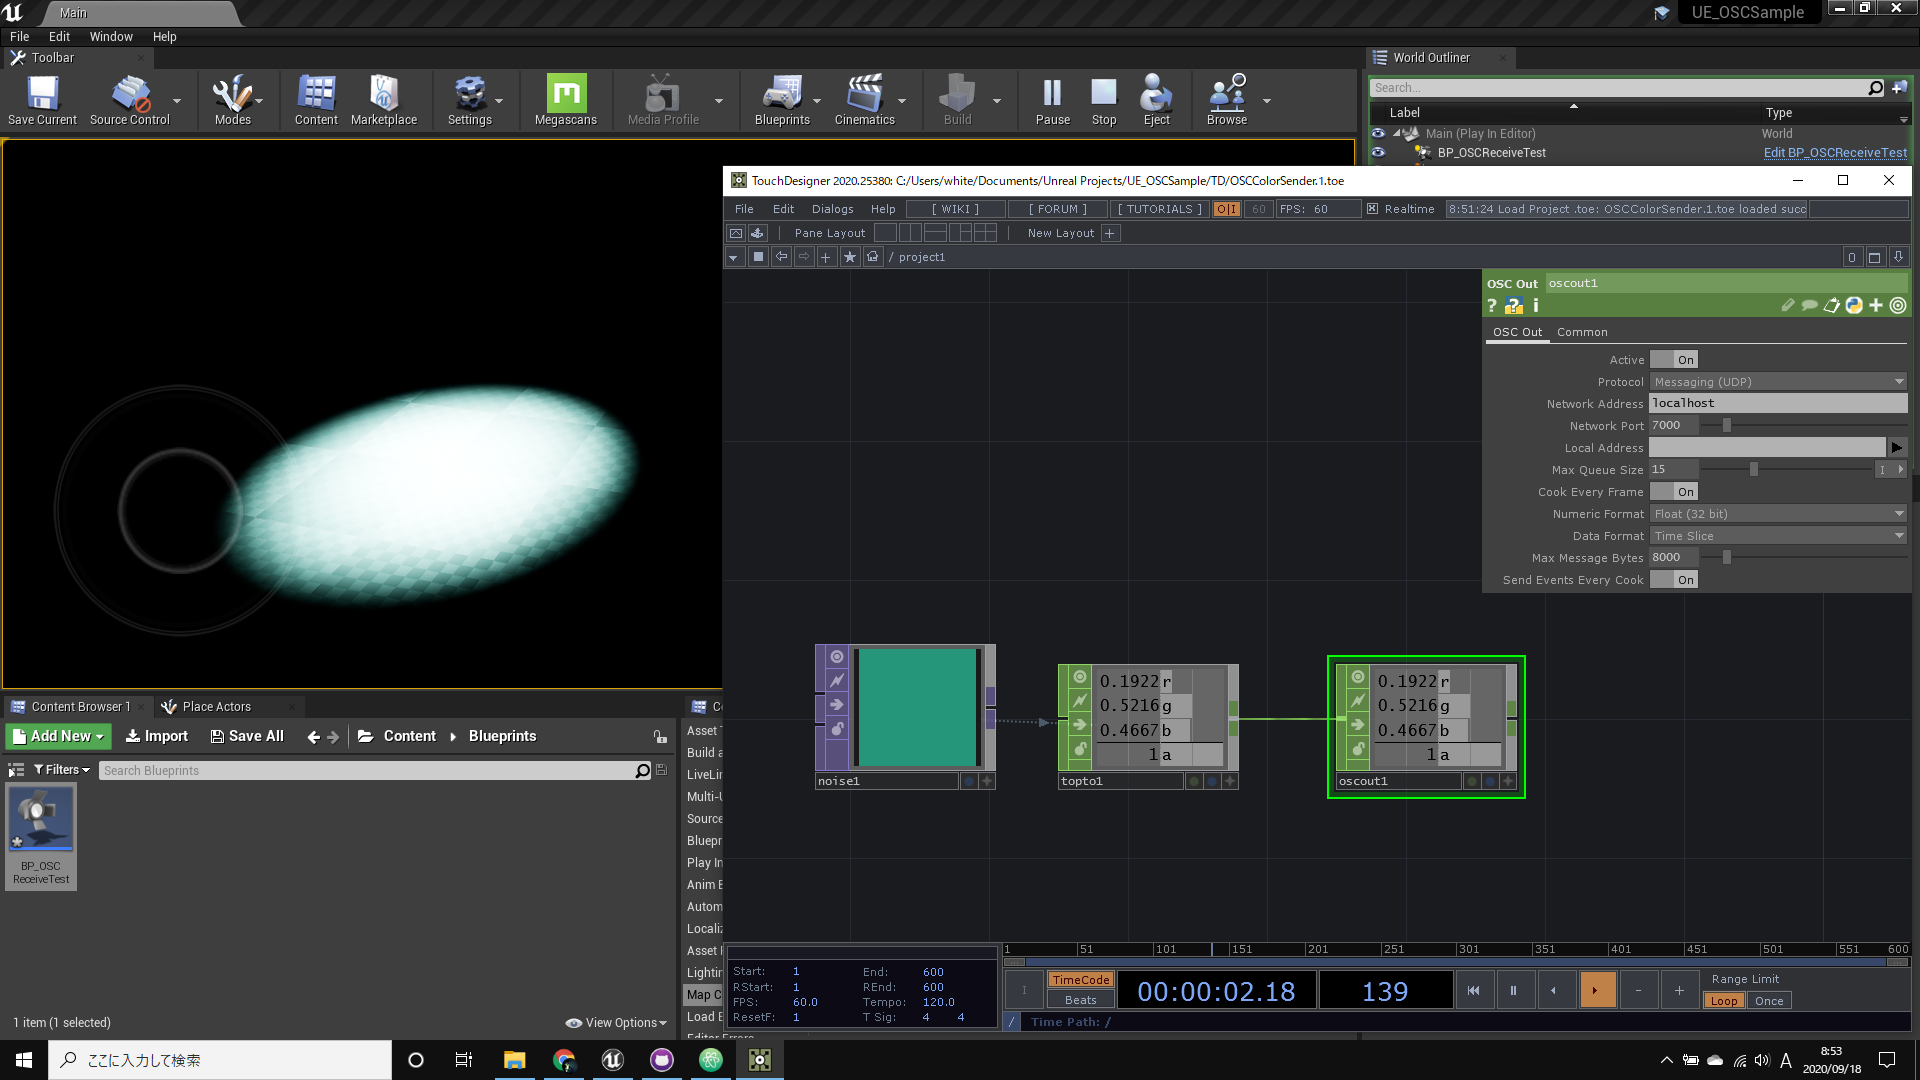 Main
UE_OSCSample
File Edit Window Help
Toolbar
World Outliner
Save Current Source Control Modes Content Marketplace Settings Megascans Media Profile Blueprints Cinematics Build Pause Stop Eject Browse
Search...
Label Type
Main (Play In Editor) World
BP_OSCReceiveTest Edit BP_OSCReceiveTest
TouchDesigner 2020.25380: C:/Users/white/Documents/Unreal Projects/UE_OSCSample/TD/OSCColorSender.1.toe
File Edit Dialogs Help [ WIKI ] [ FORUM ] [ TUTORIALS ] O|I 60 FPS: 60 Realtime 8:51:24 Load Project .toe: OSCColorSender.1.toe loaded succ
Pane Layout New Layout +
/ project1 0
OSC Out oscout1
? ? i
OSC Out Common
Active On
Protocol Messaging (UDP)
Network Address localhost
Network Port 7000
Local Address
Max Queue Size 15 I
Cook Every Frame On
Numeric Format Float (32 bit)
Data Format Time Slice
Max Message Bytes 8000
Send Events Every Cook On
noise1
0.1922 r
0.5216 g
0.4667 b
1 a
topto1
0.1922 r
0.5216 g
0.4667 b
1 a
oscout1
Content Browser 1 Place Actors
Add New Import Save All Content Blueprints
Filters Search Blueprints
BP_OSC
ReceiveTest
1 item (1 selected) View Options
Co
Asset
Build a
LiveLin
Multi-U
Source
Bluepr
Play In
Anim E
Autom
Localiz
Asset
Lightin
Map C
Load E
Editor Errors
Start: 1 End: 600
RStart: 1 REnd: 600
FPS: 60.0 Tempo: 120.0
ResetF: 1 T Sig: 4 4
1 51 101 151 201 251 301 351 401 451 501 551 600
I TimeCode Beats 00:00:02.18 139 - + Range Limit
Loop Once
/ Time Path: /
ここに入力して検索
A 8:53
2020/09/18